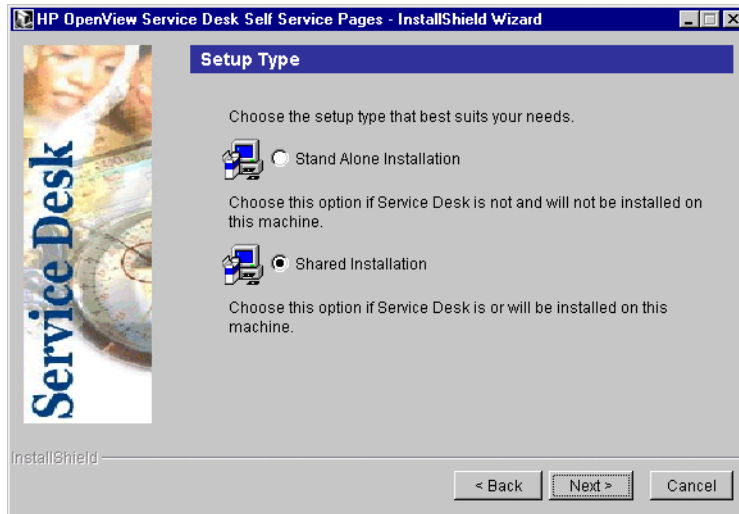 HP OpenView Service Desk Self Service Pages - InstallShield Wizard
Setup Type
Service Desk
Choose the setup type that best suits your needs.
Stand Alone Installation
Choose this option if Service Desk is not and will not be installed on
this machine.
Shared Installation
Choose this option if Service Desk is or will be installed on this
machine.
InstallShield
< Back
Next >
Cancel